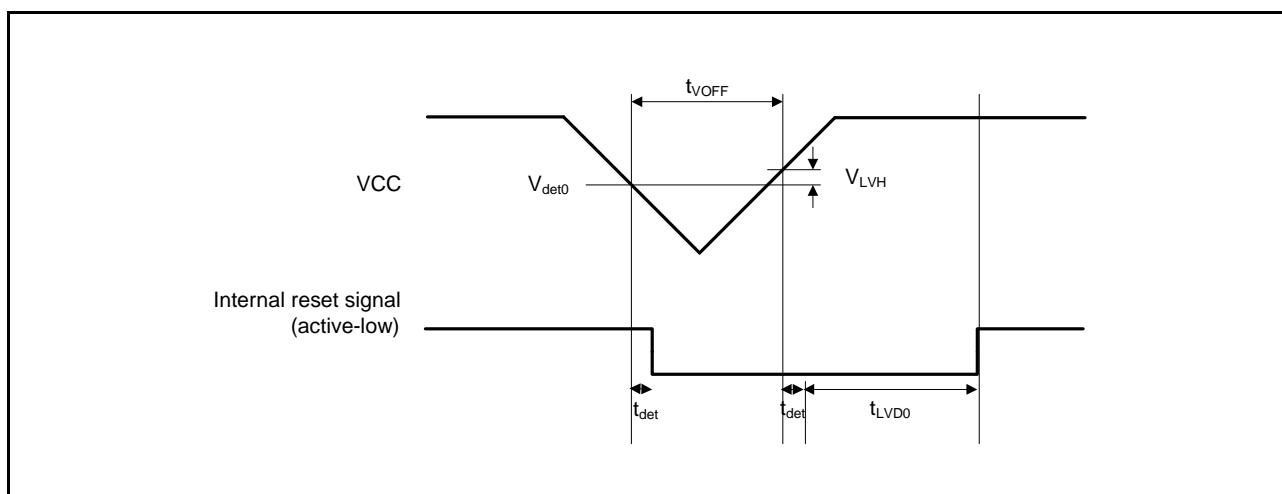 tVOFF
VCC
Vdet0
VLVH
Internal reset signal
(active-low)
tdet
tdet
tLVD0